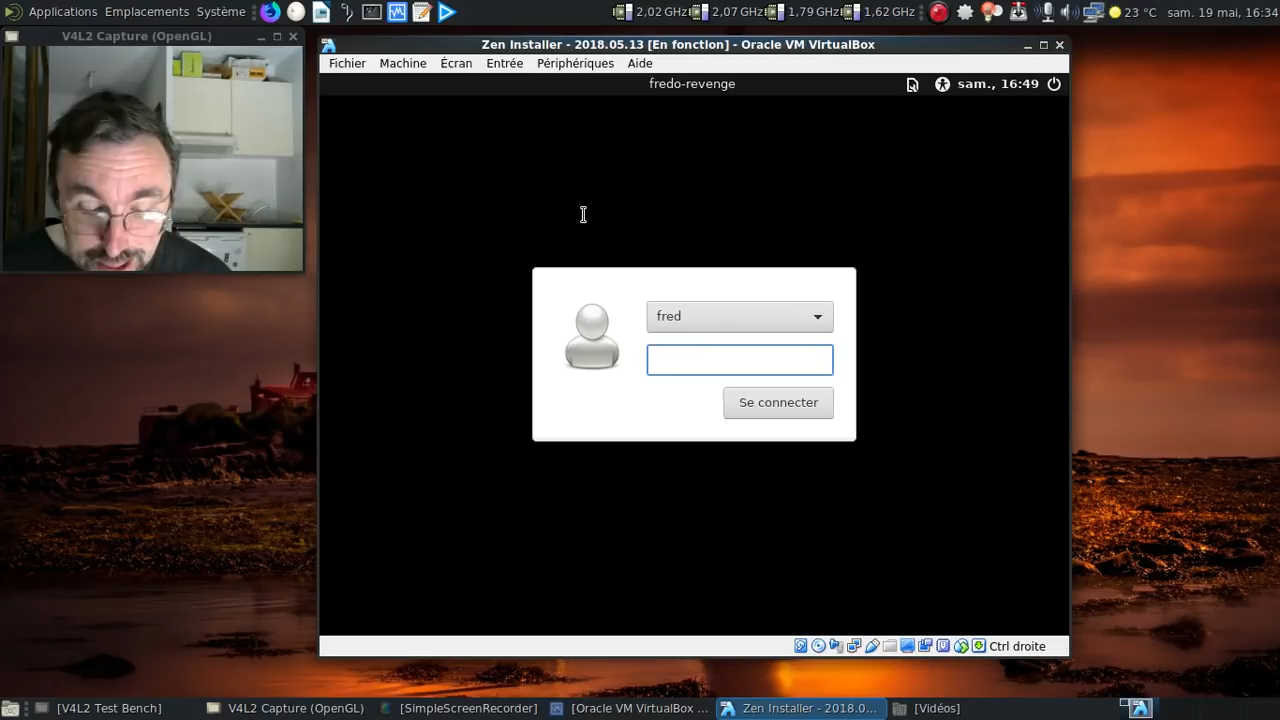 Applications Emplacements Système 2,02 GHz 2,07 GHz 1,79 GHz 1,62 GHz 23 °C sam. 19 mai, 16:34
V4L2 Capture (OpenGL)
Zen Installer - 2018.05.13 [En fonction] - Oracle VM VirtualBox
Fichier Machine Écran Entrée Périphériques Aide
fredo-revenge sam., 16:49
fred
Se connecter
Ctrl droite
[V4L2 Test Bench] V4L2 Capture (OpenGL) [SimpleScreenRecorder] [Oracle VM VirtualBox ... Zen Installer - 2018.0... [Vidéos]